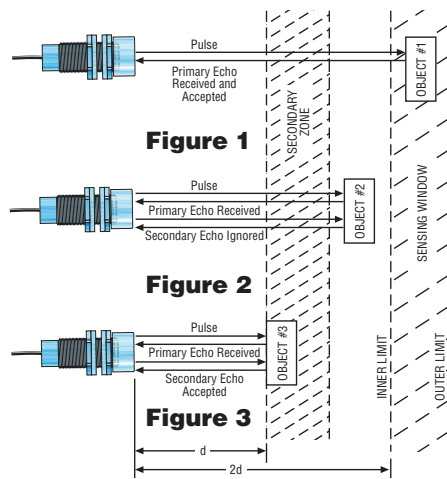 Pulse
Primary Echo
Received and
Accepted
OBJECT #1
Figure 1
SECONDARY
ZONE
SENSING WINDOW
Pulse
Primary Echo Received
Secondary Echo Ignored
OBJECT #2
Figure 2
Pulse
Primary Echo Received
Secondary Echo
Accepted
OBJECT #3
INNER LIMIT
OUTER LIMIT
Figure 3
d
2d